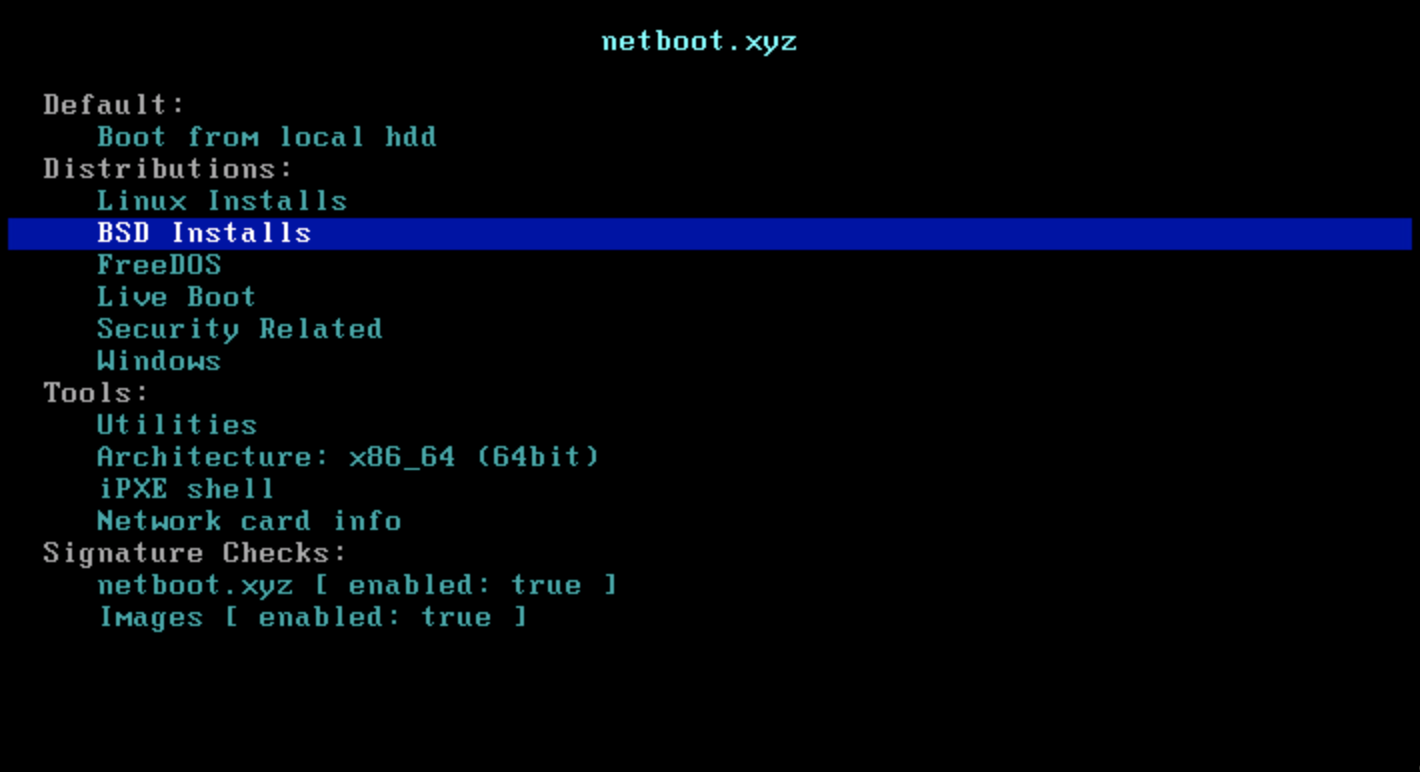 netboot.xyz
Default:
Boot from local hdd
Distributions:
Linux Installs
BSD Installs
FreeDOS
Live Boot
Security Related
Windows
Tools:
Utilities
Architecture: x86_64 (64bit)
iPXE shell
Network card info
Signature Checks:
netboot.xyz [ enabled: true ]
Images [ enabled: true ]